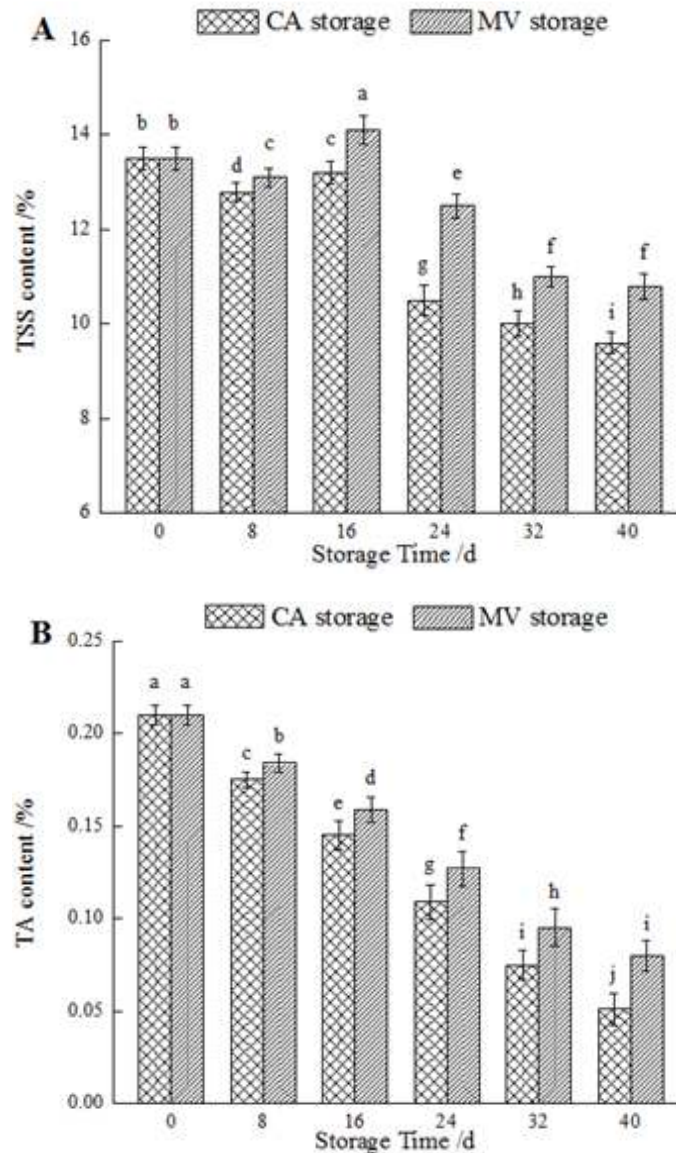 A
CA storage MV storage
TSS content /%
16
14
12
10
8
6
b b
d c
c a
g e
h f
i f
0 8 16 24 32 40
Storage Time /d
B
CA storage MV storage
TA content /%
0.25
0.20
0.15
0.10
0.05
0.00
a a
c b
e d
g f
i h
j i
0 8 16 24 32 40
Storage Time /d